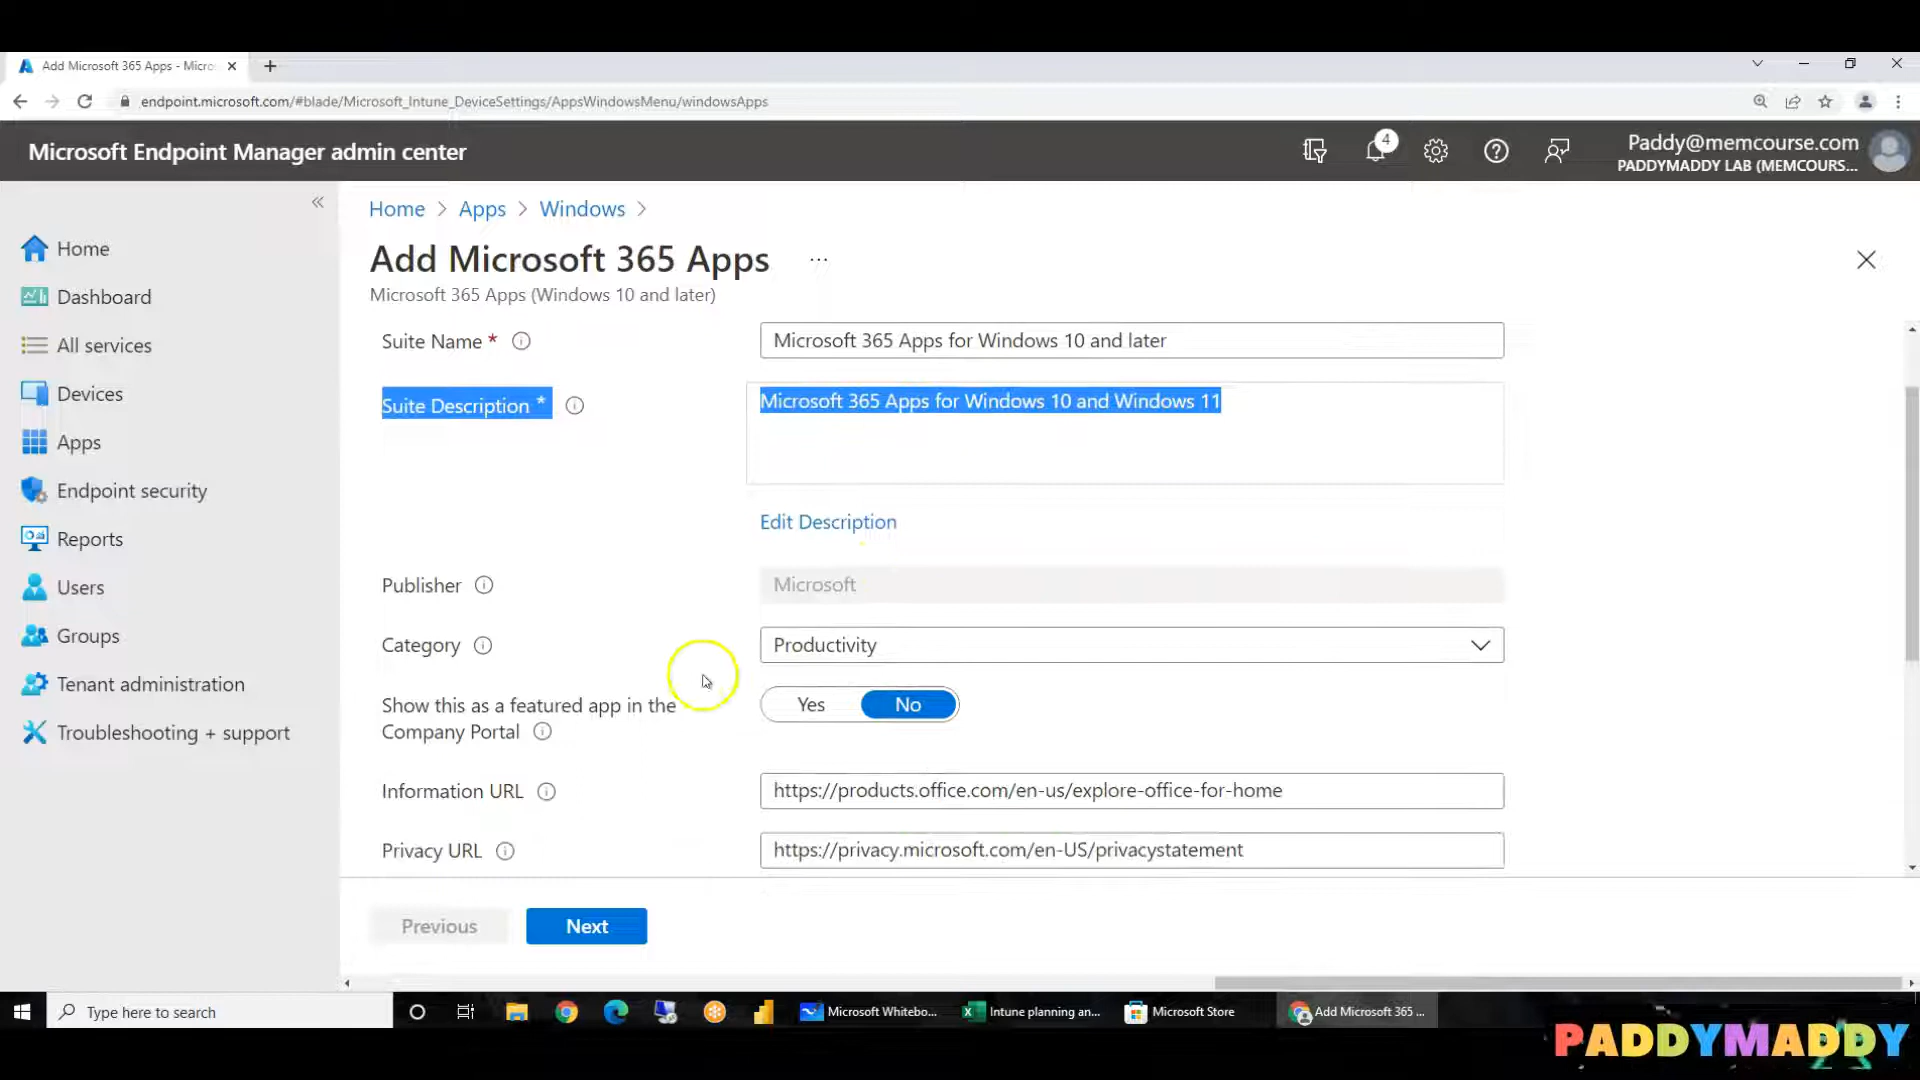 Add Microsoft 365 Apps - Micro
endpoint.microsoft.com/#blade/Microsoft_Intune_DeviceSettings/AppsWindowsMenu/windowsApps
Microsoft Endpoint Manager admin center
4
Paddy@memcourse.com
PADDYMADDY LAB (MEMCOURS...
Home
Dashboard
All services
Devices
Apps
Endpoint security
Reports
Users
Groups
Tenant administration
Troubleshooting + support
Home > Apps > Windows >
Add Microsoft 365 Apps ...
Microsoft 365 Apps (Windows 10 and later)
Suite Name * Microsoft 365 Apps for Windows 10 and later
Suite Description * Microsoft 365 Apps for Windows 10 and Windows 11
Edit Description
Publisher Microsoft
Category Productivity
Show this as a featured app in the Yes No
Company Portal
Information URL https://products.office.com/en-us/explore-office-for-home
Privacy URL https://privacy.microsoft.com/en-US/privacystatement
Previous Next
Type here to search
Microsoft Whitebo...
Intune planning an...
Microsoft Store
Add Microsoft 365 ...
PADDYMADDY